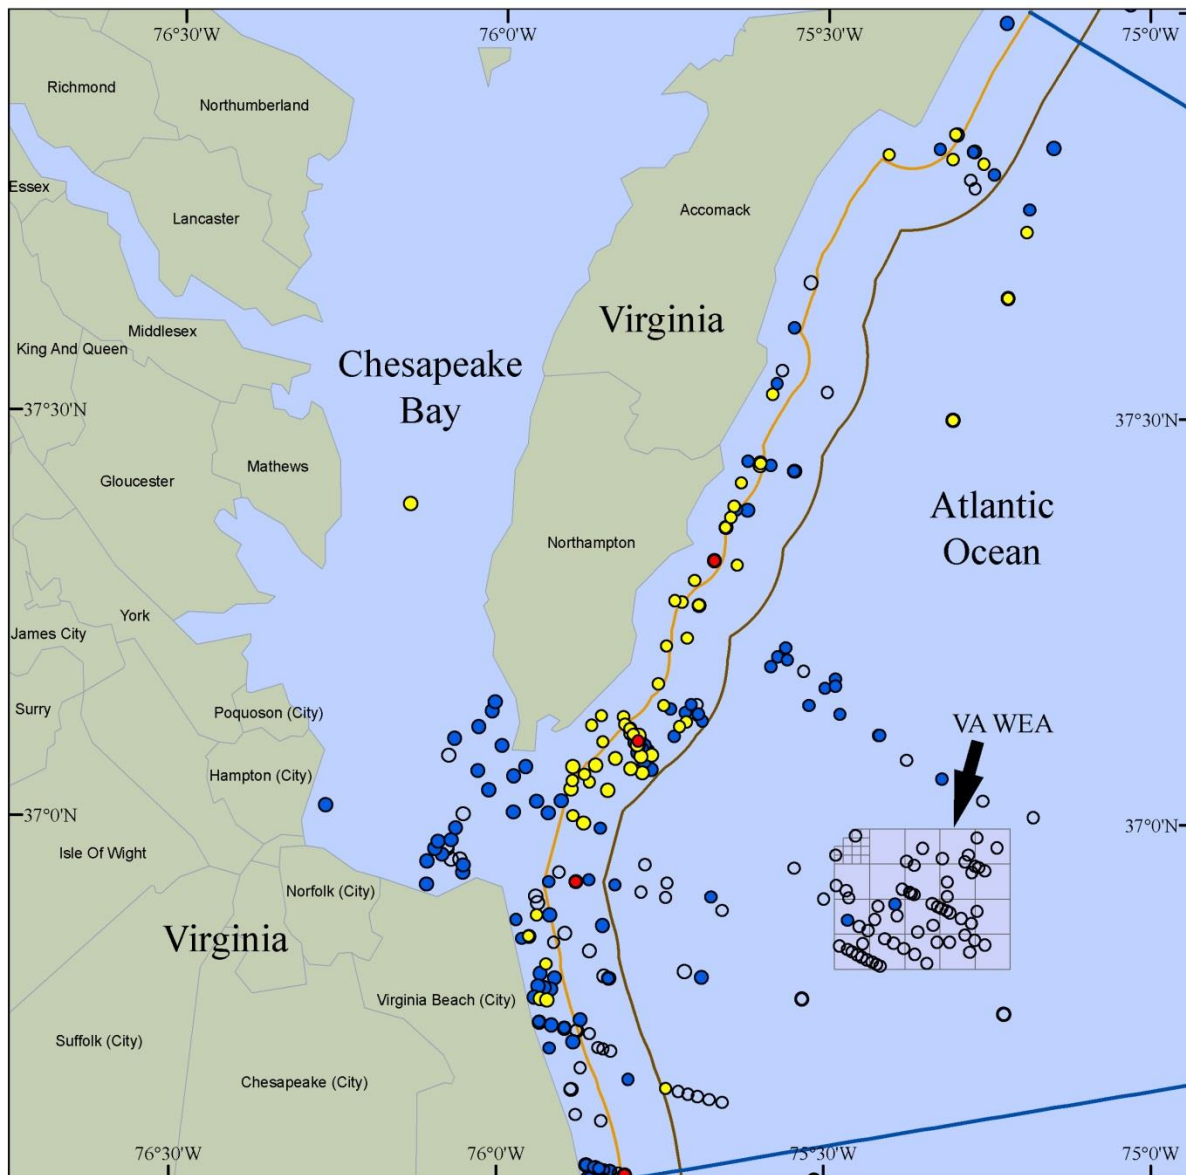 76°30'W
76°0'W
75°30'W
75°0'W
Richmond
Northumberland
Essex
Lancaster
Accomack
Virginia
Middlesex
King And Queen
Chesapeake
Bay
37°30'N
37°30'N
Mathews
Gloucester
Atlantic
Ocean
Northampton
York
James City
Surry
Poquoson (City)
VA WEA
Hampton (City)
37°0'N
37°0'N
Isle Of Wight
Norfolk (City)
Virginia
Virginia Beach (City)
Suffolk (City)
Chesapeake (City)
76°30'W
76°0'W
75°30'W
75°0'W